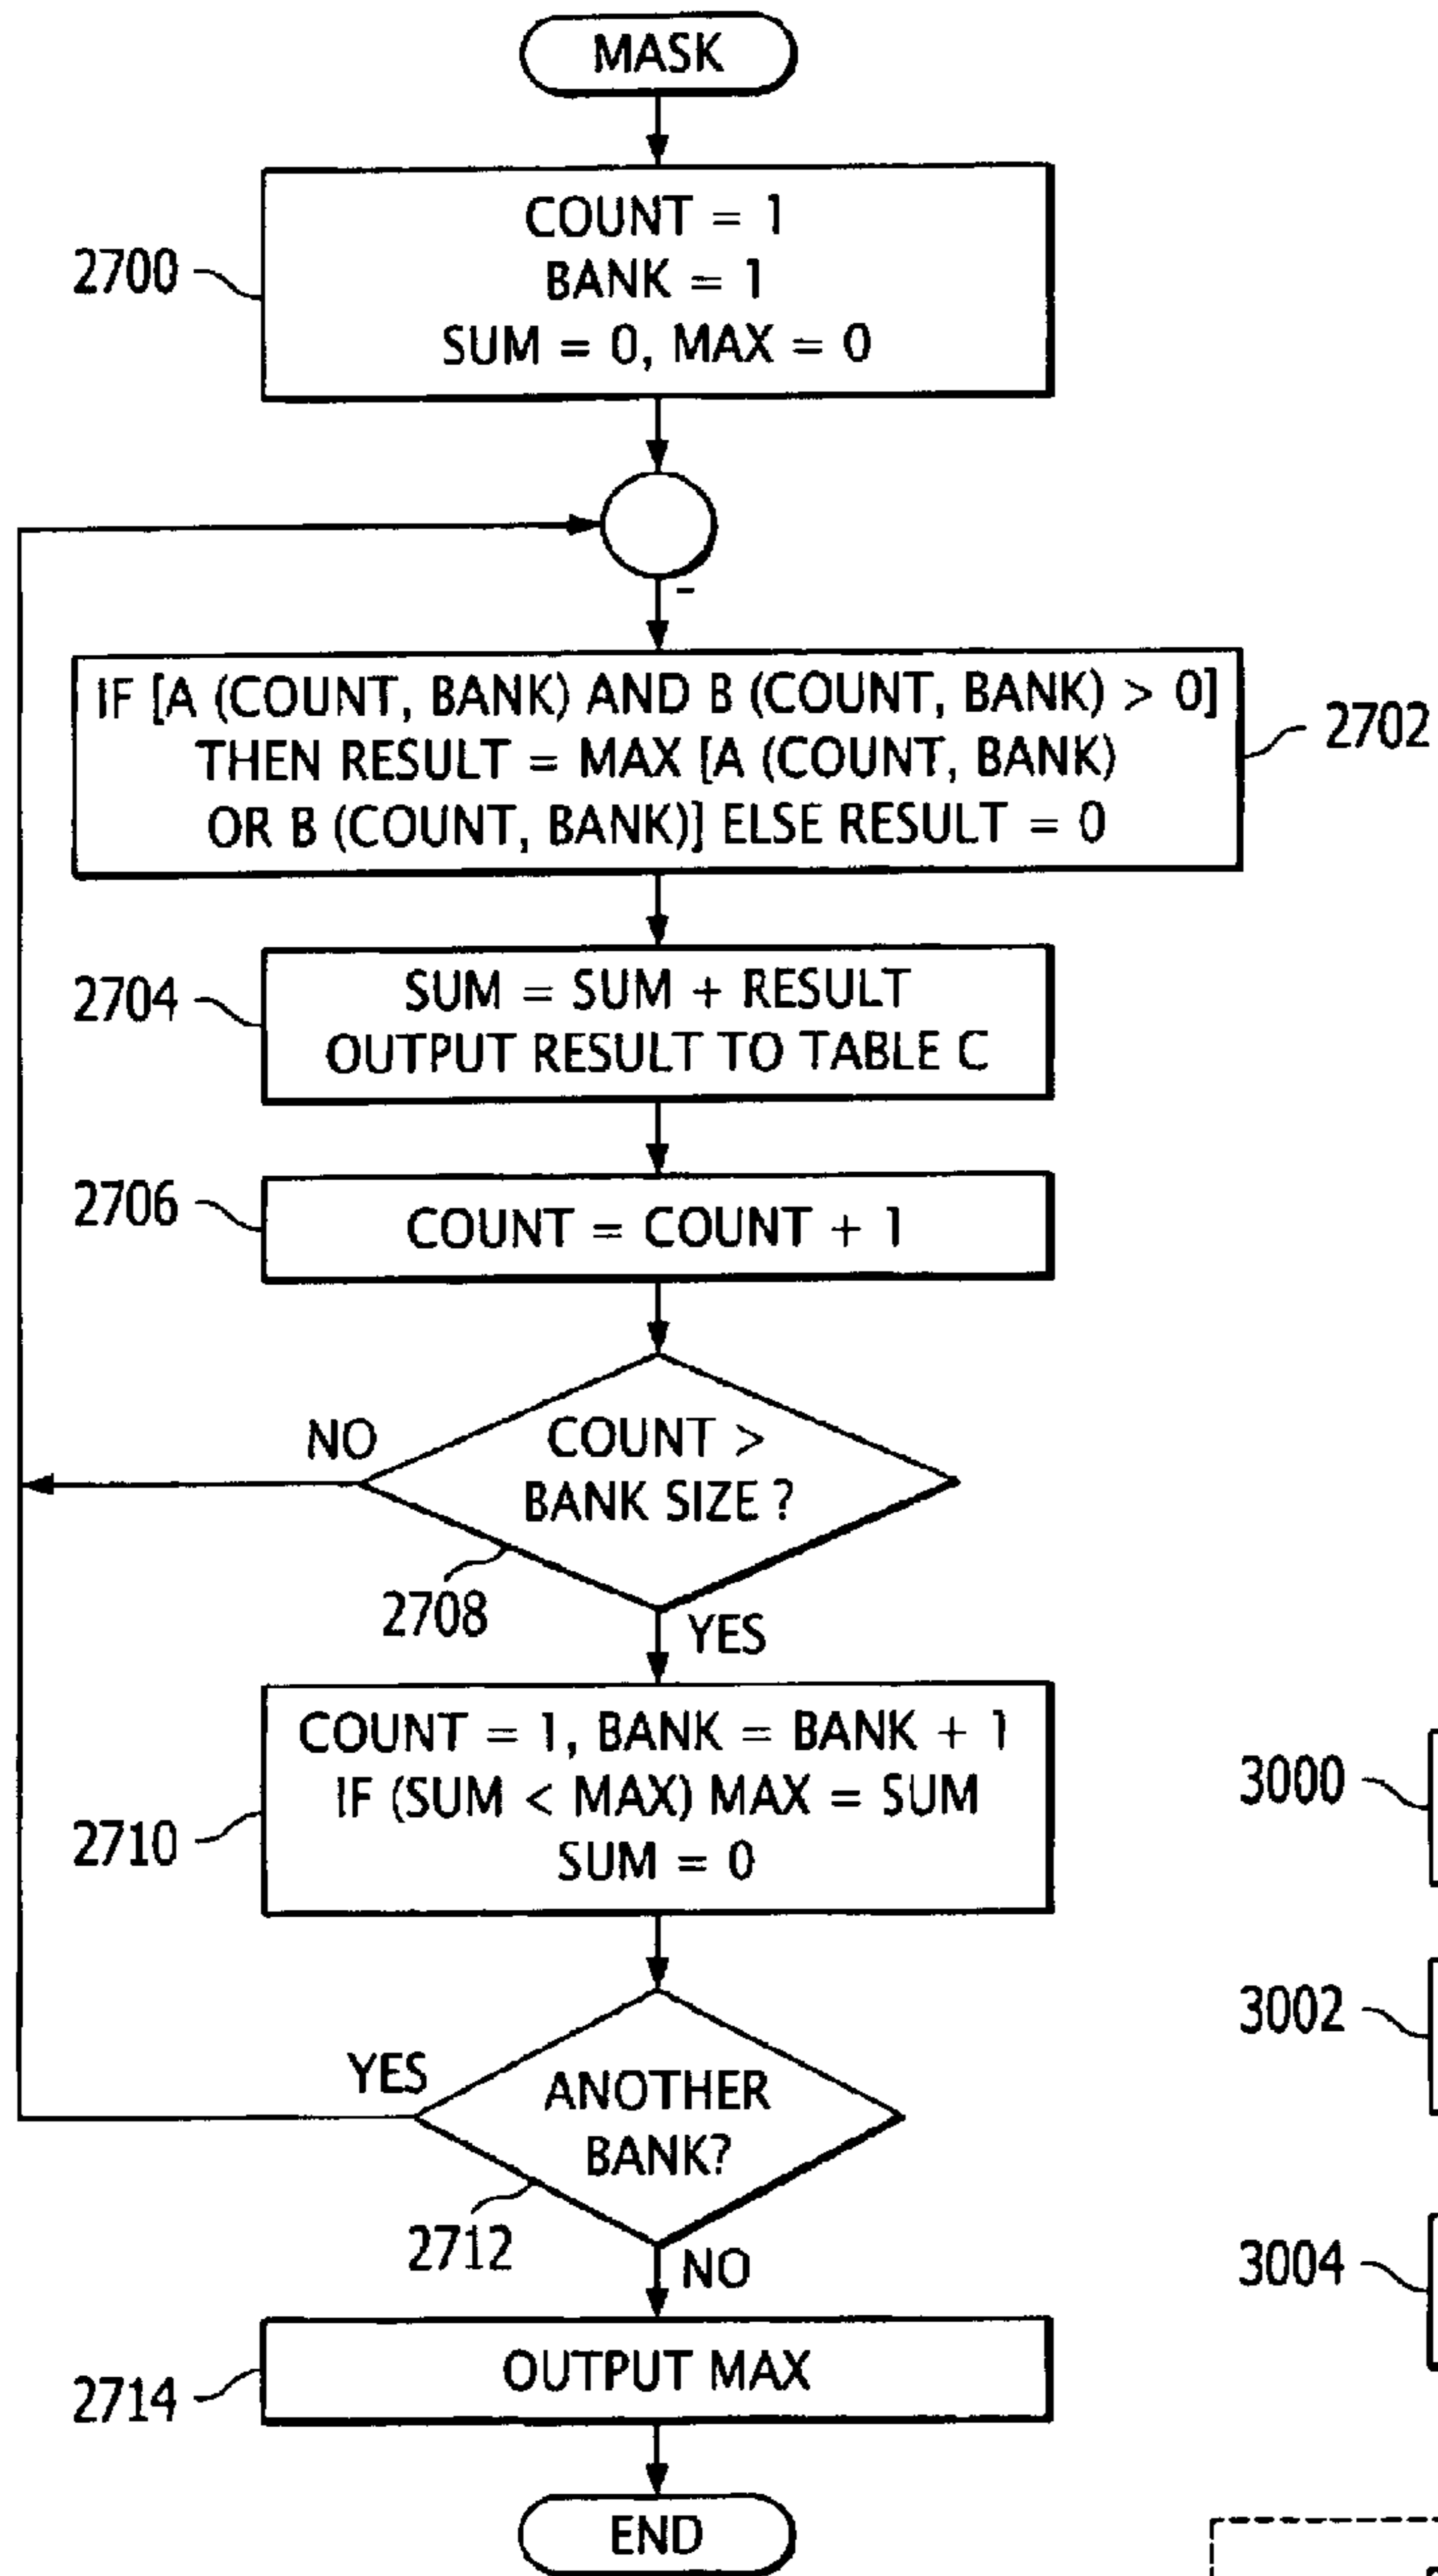 MASK
2700
COUNT = 1
BANK = 1
SUM = 0, MAX = 0
IF [A (COUNT, BANK) AND B (COUNT, BANK) > 0]
THEN RESULT = MAX [A (COUNT, BANK)
OR B (COUNT, BANK)] ELSE RESULT = 0
2702
2704
SUM = SUM + RESULT
OUTPUT RESULT TO TABLE C
2706
COUNT = COUNT + 1
NO
COUNT >
BANK SIZE ?
2708
YES
2710
COUNT = 1, BANK = BANK + 1
IF (SUM < MAX) MAX = SUM
SUM = 0
YES
ANOTHER
BANK?
2712
NO
2714
OUTPUT MAX
END
3000
3002
3004